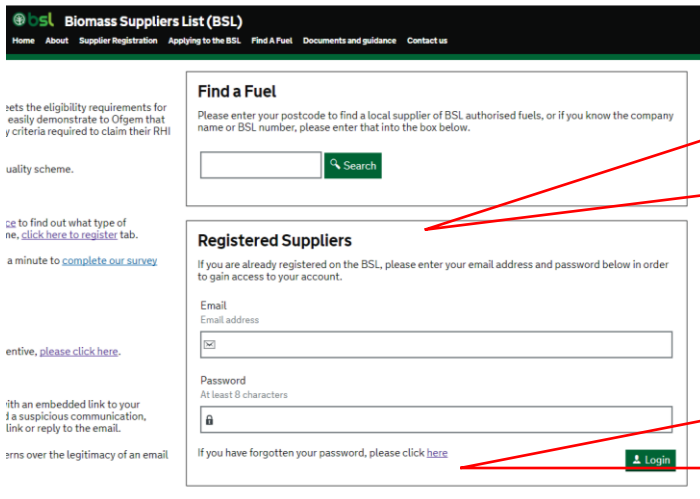 bsl Biomass Suppliers List (BSL)
Home About Supplier Registration Applying to the BSL Find A Fuel Documents and guidance Contact us
eets the eligibility requirements for
easily demonstrate to Ofgem that
y criteria required to claim their RHI
uality scheme.
ce to find out what type of
me, click here to register tab.
a minute to complete our survey
entive, please click here.
ith an embedded link to your
d a suspicious communication,
link or reply to the email.
erns over the legitimacy of an email
Find a Fuel
Please enter your postcode to find a local supplier of BSL authorised fuels, or if you know the company
name or BSL number, please enter that into the box below.
Search
Registered Suppliers
If you are already registered on the BSL, please enter your email address and password below in order
to gain access to your account.
Email
Email address
Password
At least 8 characters
If you have forgotten your password, please click here
Login